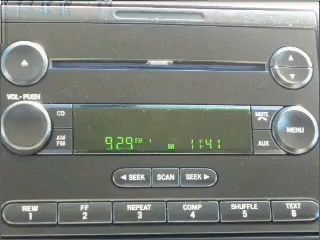 VOL - PUSH
CD
MUTE
AM
FM
92.9 FM 11:41
AUX
MENU
SEEK SCAN SEEK
REW FF REPEAT COMP SHUFFLE TEXT
1 2 3 4 5 6